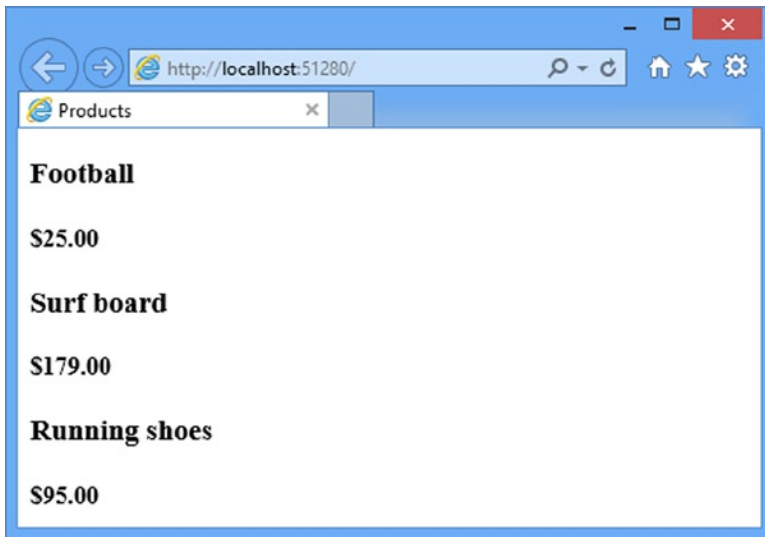 http://localhost:51280/
Products
Football
$25.00
Surf board
$179.00
Running shoes
$95.00